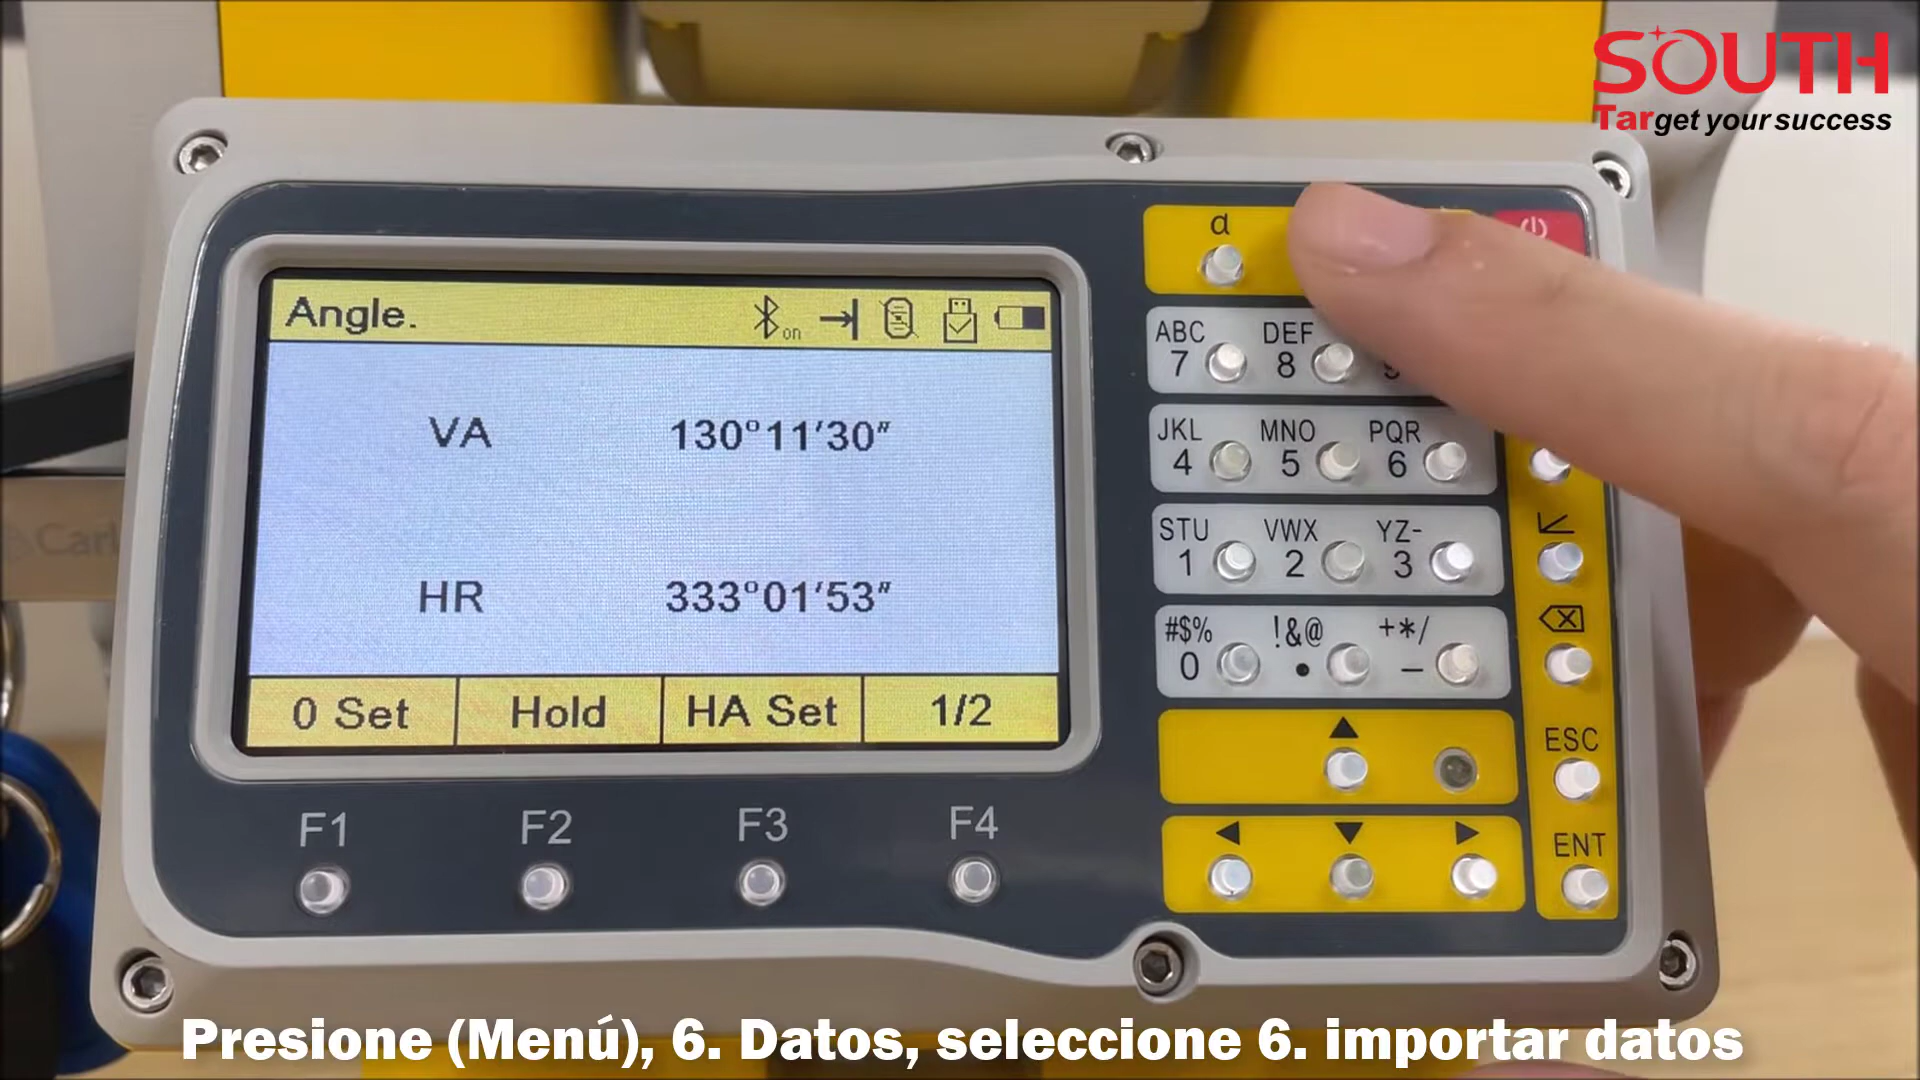 SOUTH
Target your success
α
Angle.
on
VA 130°11'30"
HR 333°01'53"
0 Set Hold HA Set 1/2
F1 F2 F3 F4
ABC DEF
7 8
JKL MNO PQR
4 5 6
STU VWX YZ-
1 2 3
#$% !&@ +*/
0 • –
ESC
ENT
Presione (Menú), 6. Datos, seleccione 6. importar datos